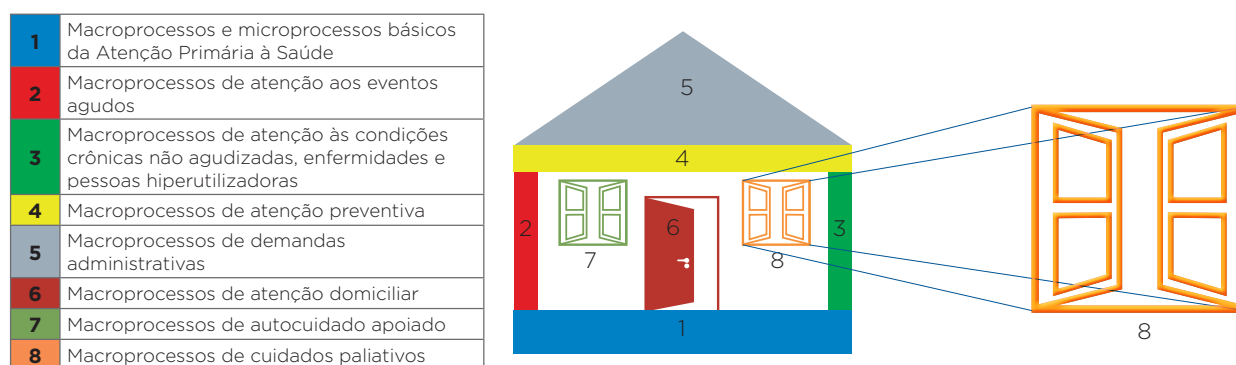 1 Macroprocessos e microprocessos básicos
da Atenção Primária à Saúde
2 Macroprocessos de atenção aos eventos
agudos
3 Macroprocessos de atenção às condições
crônicas não agudizadas, enfermidades e
pessoas hiperutilizadoras
4 Macroprocessos de atenção preventiva
5 Macroprocessos de demandas
administrativas
6 Macroprocessos de atenção domiciliar
7 Macroprocessos de autocuidado apoiado
8 Macroprocessos de cuidados paliativos
5
4
2
6
3
7
8
1
8